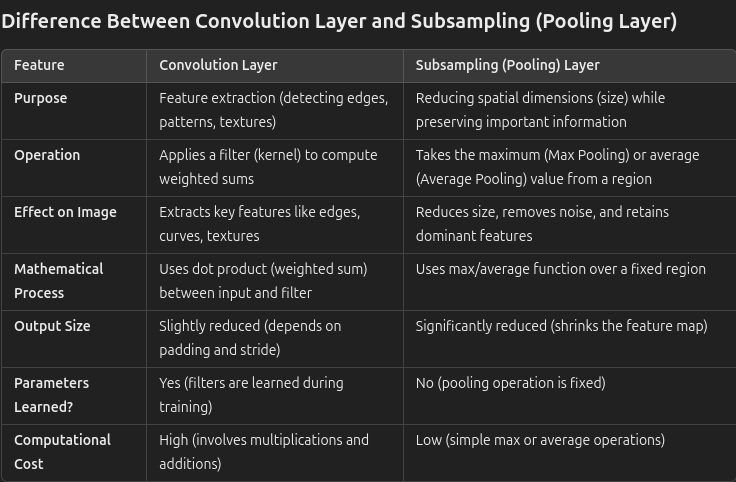 Difference Between Convolution Layer and Subsampling (Pooling Layer)
Feature Convolution Layer Subsampling (Pooling) Layer
Purpose Feature extraction (detecting edges, Reducing spatial dimensions (size) while
patterns, textures) preserving important information
Operation Applies a filter (kernel) to compute Takes the maximum (Max Pooling) or average
weighted sums (Average Pooling) value from a region
Effect on Image Extracts key features like edges, Reduces size, removes noise, and retains
curves, textures dominant features
Mathematical Uses dot product (weighted sum) Uses max/average function over a fixed region
Process between input and filter
Output Size Slightly reduced (depends on Significantly reduced (shrinks the feature map)
padding and stride)
Parameters Yes (filters are learned during No (pooling operation is fixed)
Learned? training)
Computational High (involves multiplications and Low (simple max or average operations)
Cost additions)